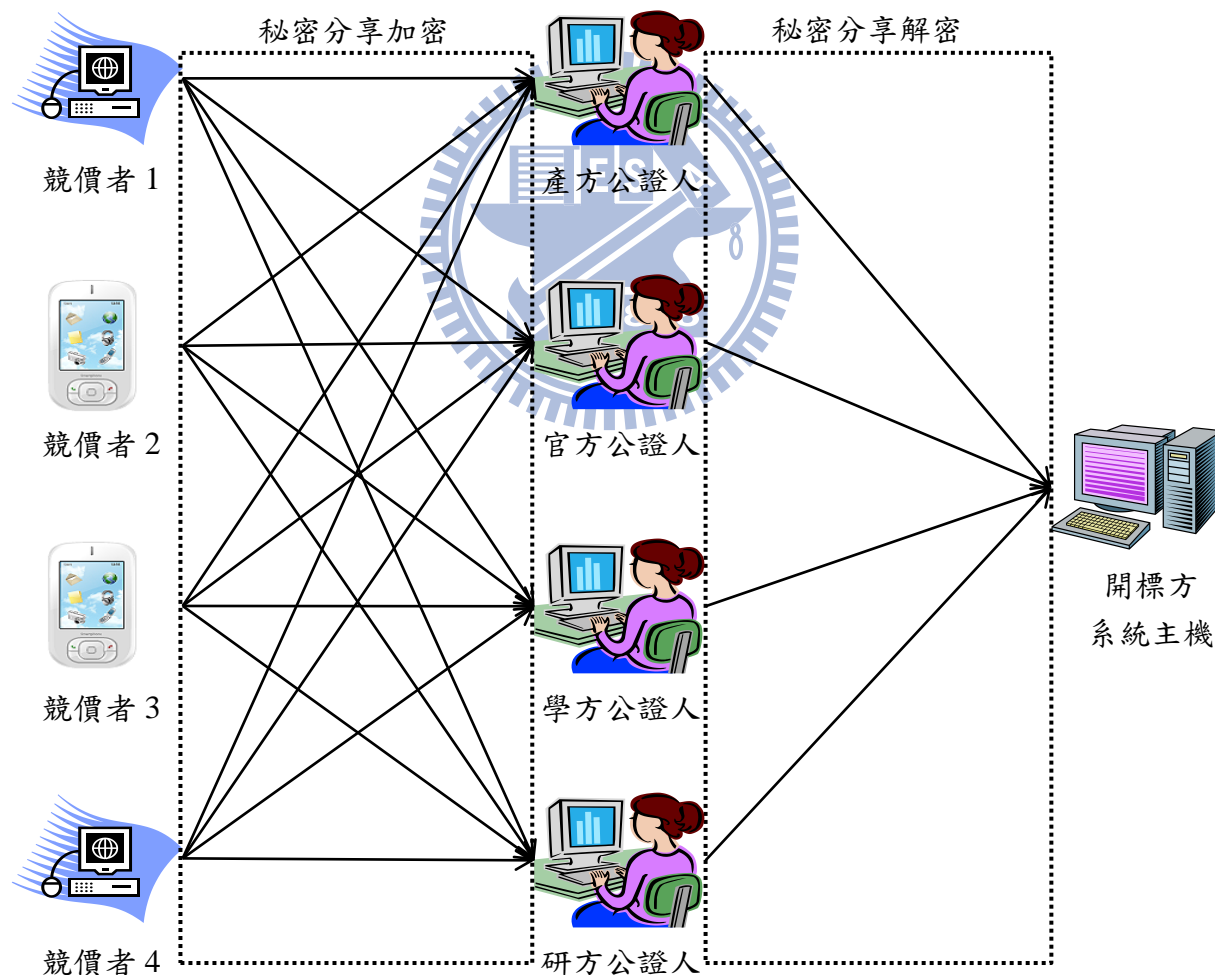 秘密分享加密
秘密分享解密
競價者 1
產方公證人
競價者 2
官方公證人
競價者 3
學方公證人
開標方
系統主機
競價者 4
研方公證人